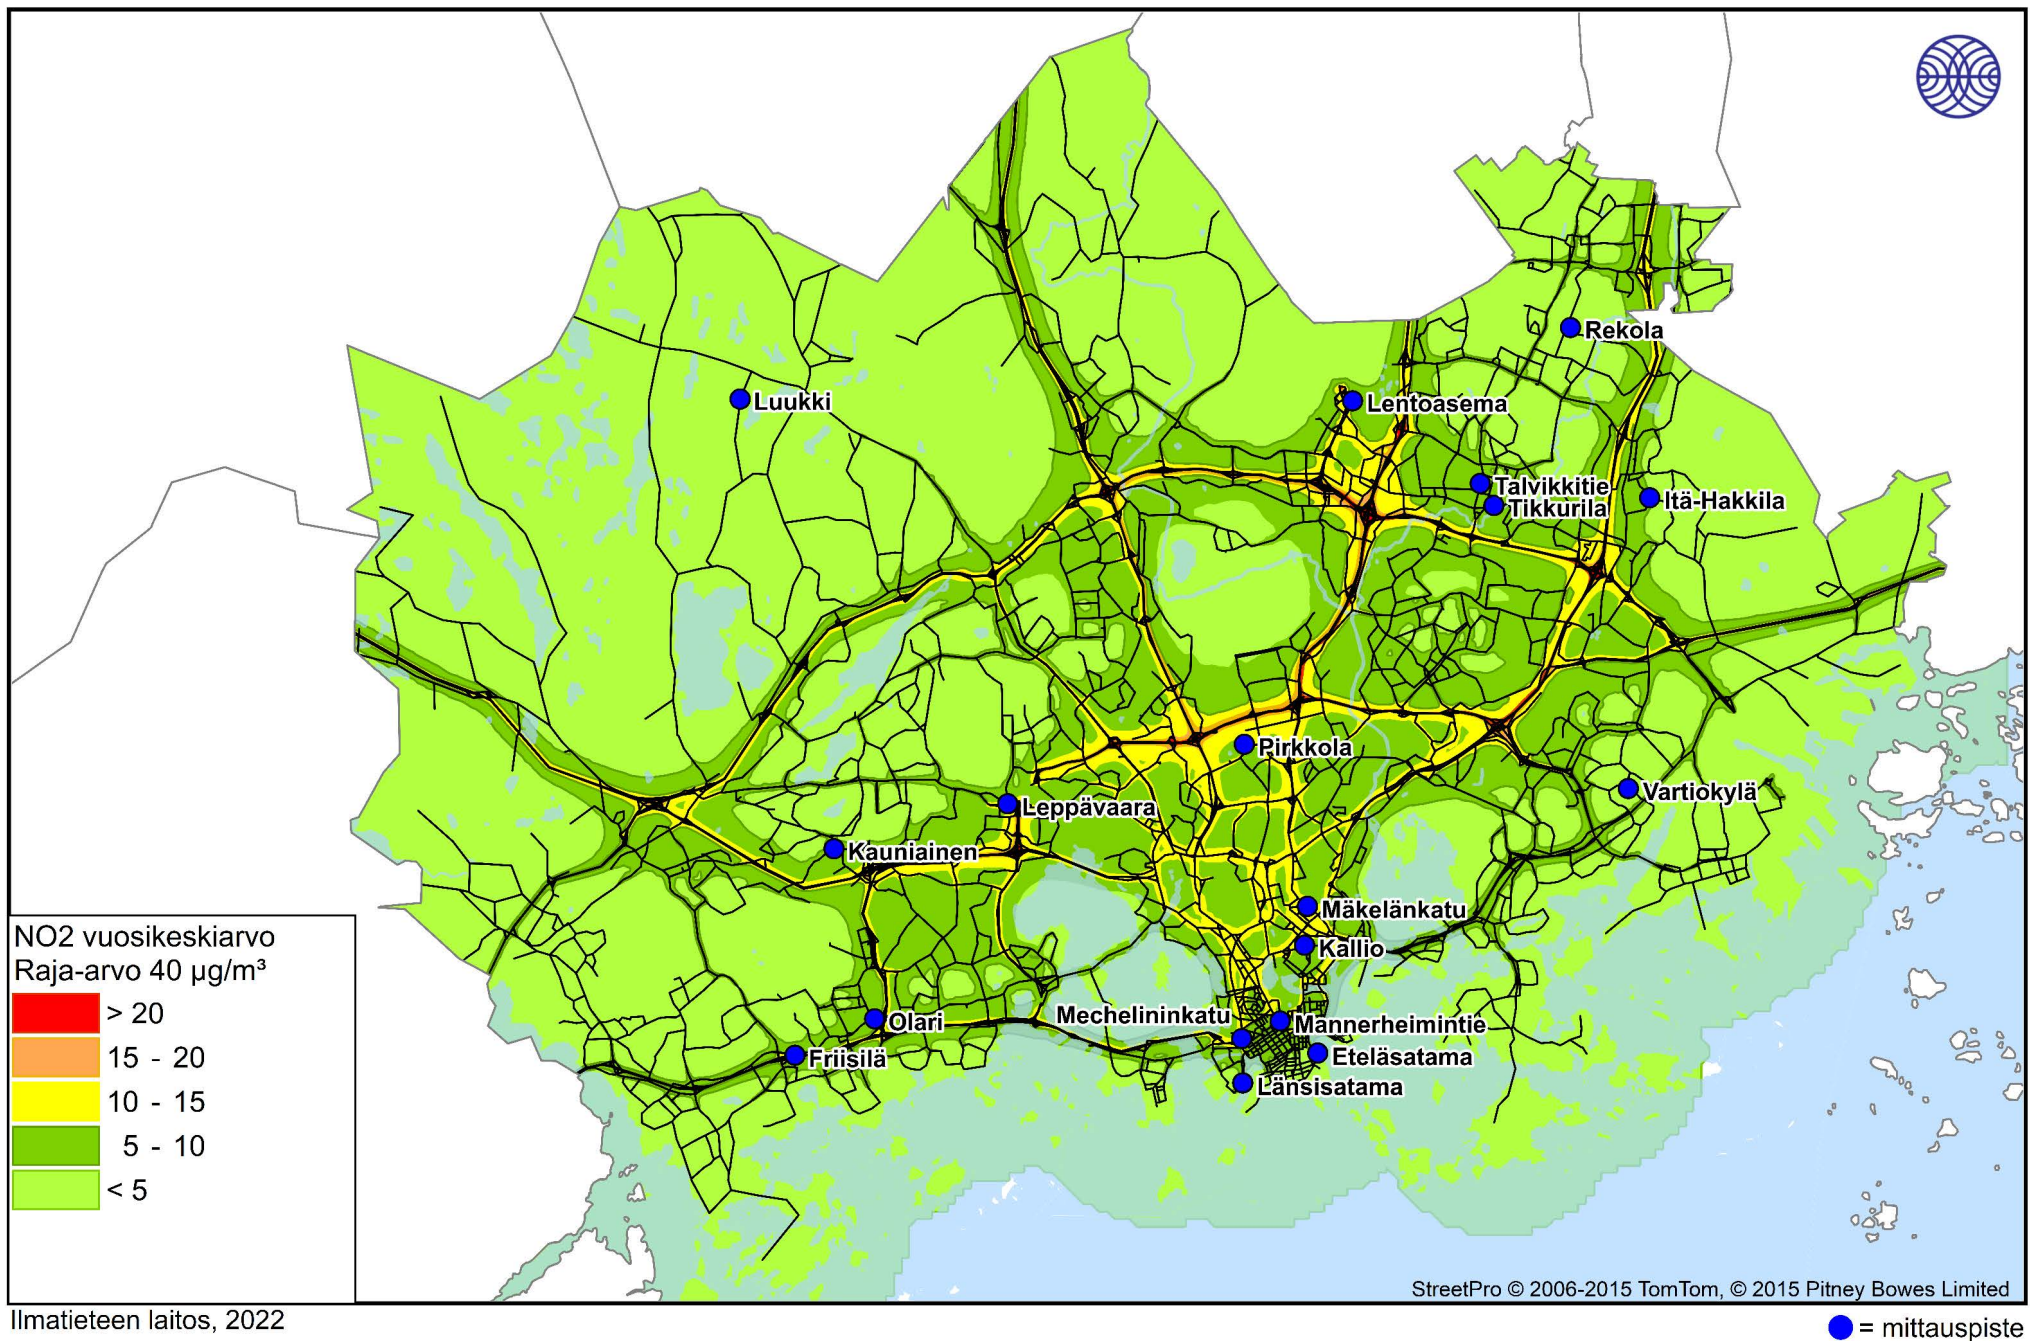 Rekola
Luukki
Lentoasema
Talvikkitie
Itä-Hakkila
Tikkurila
Pirkkola
Vartiokylä
Leppävaara
Kauniainen
Mäkelänkatu
Kallio
Mechelininkatu
Olari
Mannerheimintie
Friisilä
Eteläsatama
Länsisatama
NO2 vuosikeskiarvo
Raja-arvo 40 µg/m³
> 20
15 - 20
10 - 15
5 - 10
< 5
StreetPro © 2006-2015 TomTom, © 2015 Pitney Bowes Limited
Ilmatieteen laitos, 2022
= mittauspiste